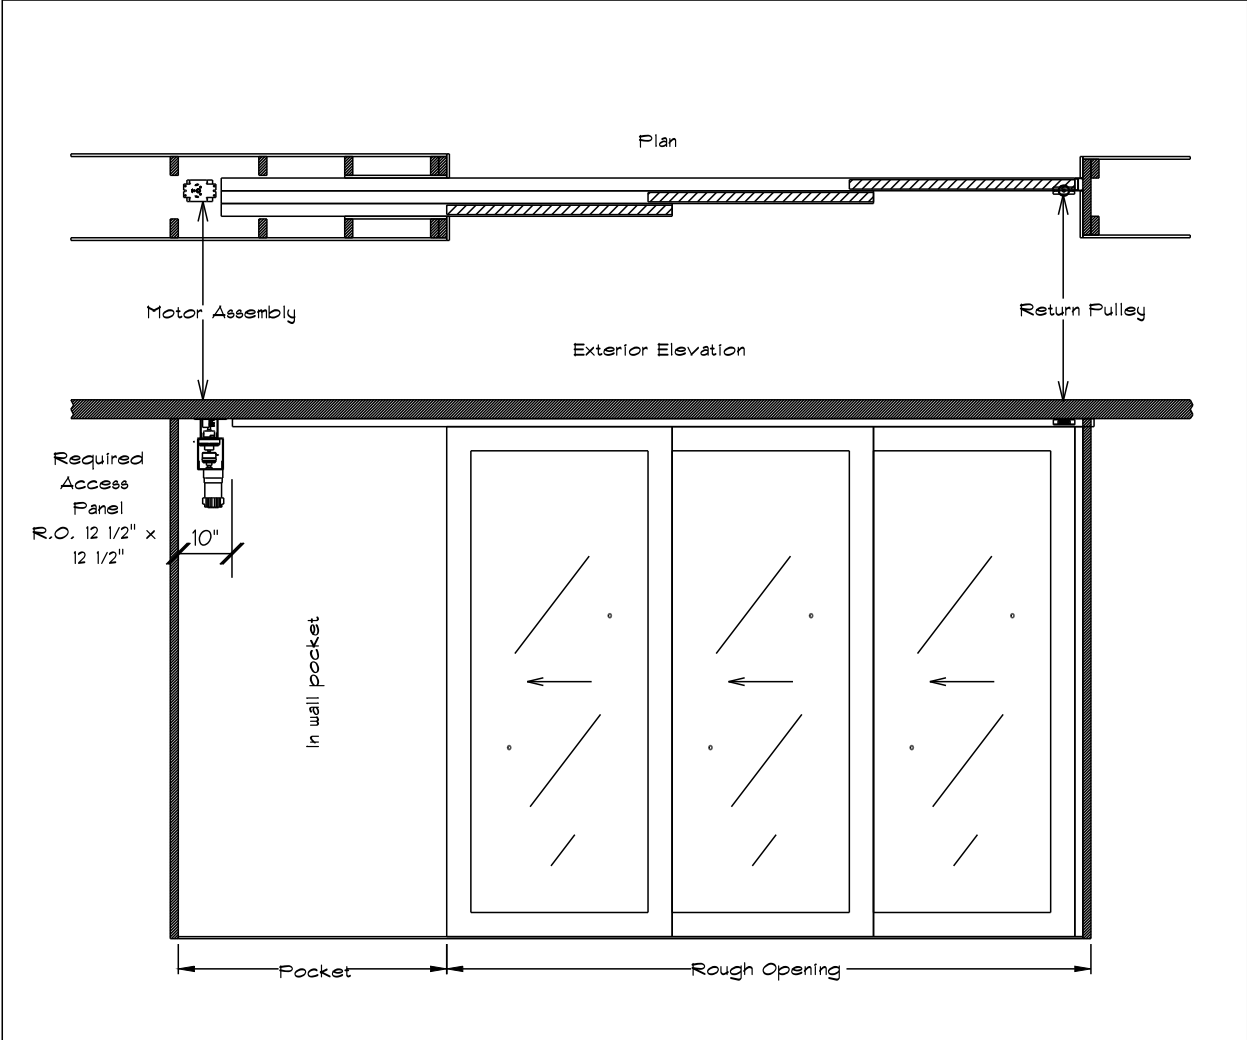 Plan
Motor Assembly
Return Pulley
Exterior Elevation
Required
Access
Panel
R.O. 12 1/2" x
12 1/2"
10"
In wall pocket
Pocket
Rough Opening